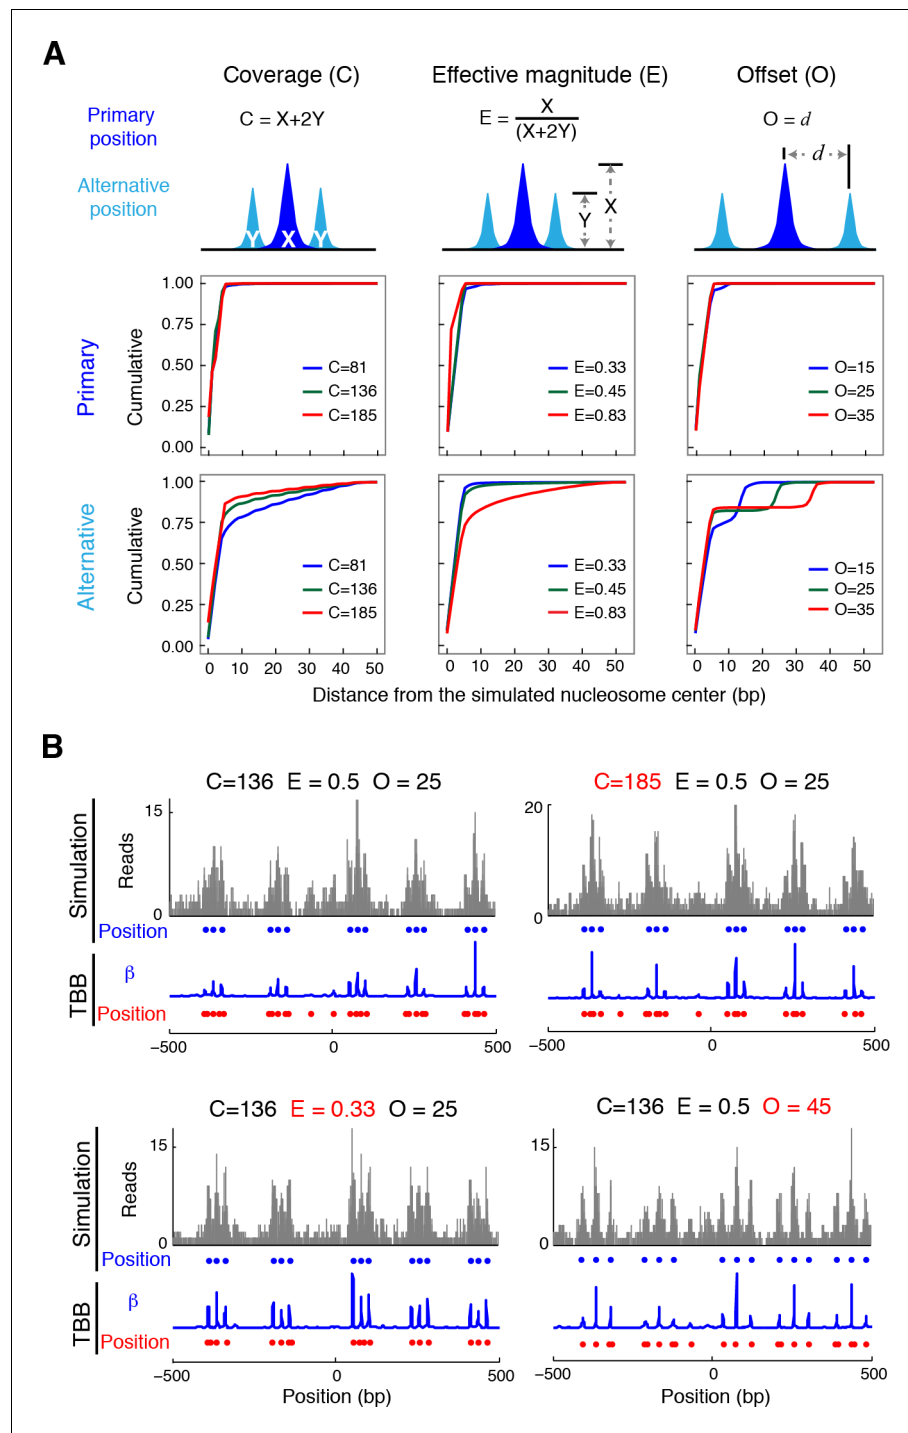 A
Coverage (C)
Effective magnitude (E)
Offset (O)
Primary position
C = X+2Y
E = X / (X+2Y)
O = d
Alternative position
Y X Y
Y X
d
Primary
Cumulative
1.00
0.75
0.50
0.25
0.00
C=81
C=136
C=185
E=0.33
E=0.45
E=0.83
O=15
O=25
O=35
Alternative
Cumulative
1.00
0.75
0.50
0.25
0.00
C=81
C=136
C=185
E=0.33
E=0.45
E=0.83
O=15
O=25
O=35
0 10 20 30 40 50
0 10 20 30 40 50
0 10 20 30 40 50
Distance from the simulated nucleosome center (bp)
B
C=136 E = 0.5 O = 25
C=185 E = 0.5 O = 25
Simulation
Reads
15
0
20
0
Position
TBB
β
Position
−500 0 500
−500 0 500
C=136 E = 0.33 O = 25
C=136 E = 0.5 O = 45
Simulation
Reads
15
0
15
0
Position
TBB
β
Position
−500 0 500
−500 0 500
Position (bp)
Position (bp)